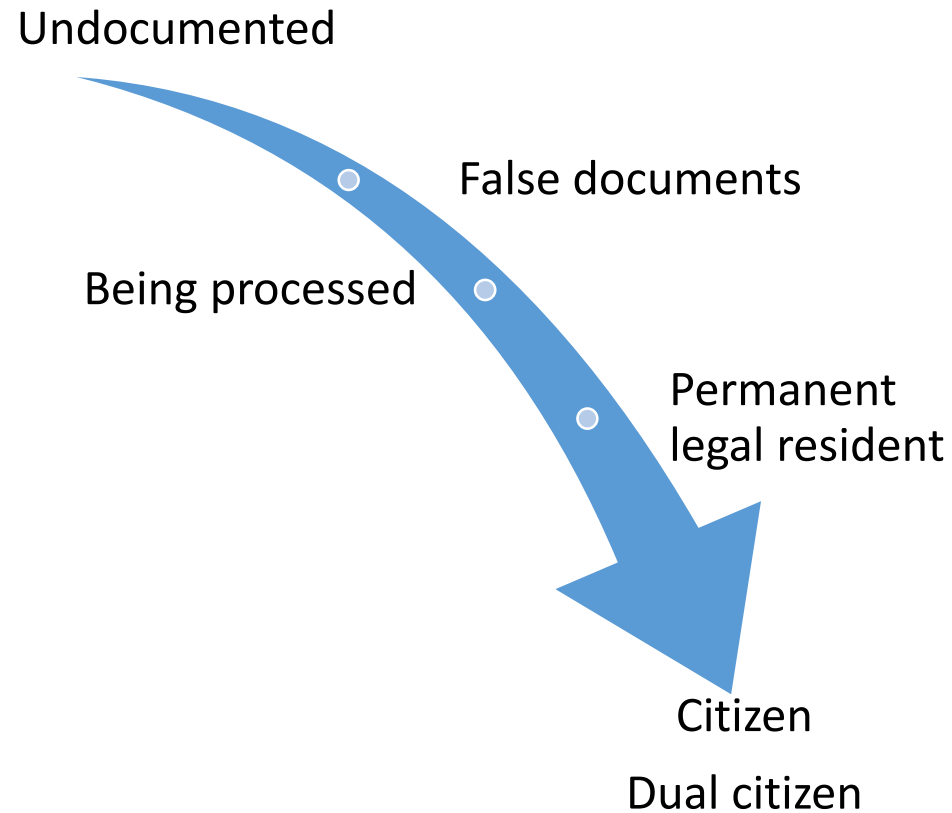 Undocumented
False documents
Being processed
Permanent
legal resident
Citizen
Dual citizen